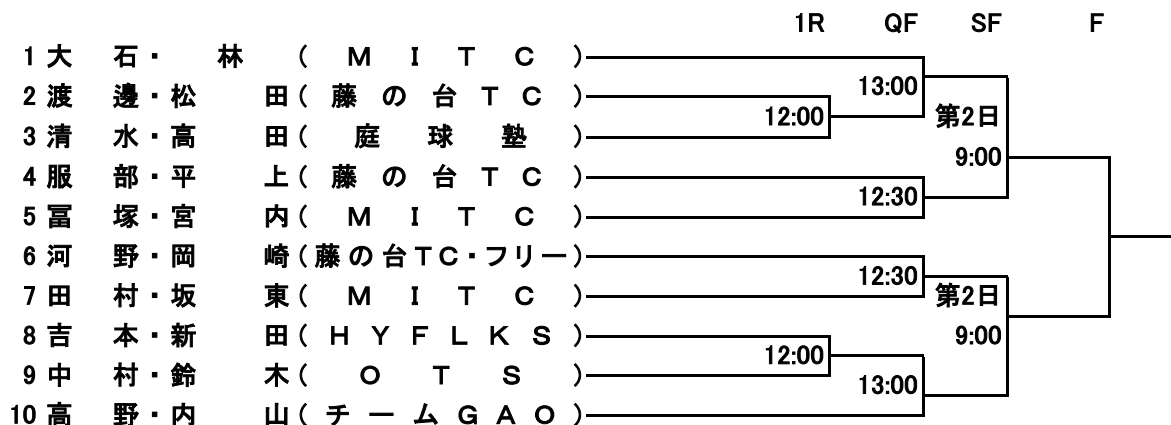 1R QF SF F
1 大 石・ 林 ( M I T C )
2 渡 邊・松 田( 藤 の 台 T C )
13:00
3 清 水・高 田( 庭 球 塾 )
12:00
第2日
4 服 部・平 上( 藤 の 台 T C )
9:00
5 冨 塚・宮 内( M I T C )
12:30
6 河 野・岡 崎(藤の台TC・フリー)
12:30
7 田 村・坂 東( M I T C )
第2日
8 吉 本・新 田( H Y F L K S )
9:00
9 中 村・鈴 木( O T S )
12:00
13:00
10 高 野・内 山( チ ー ム G A O )